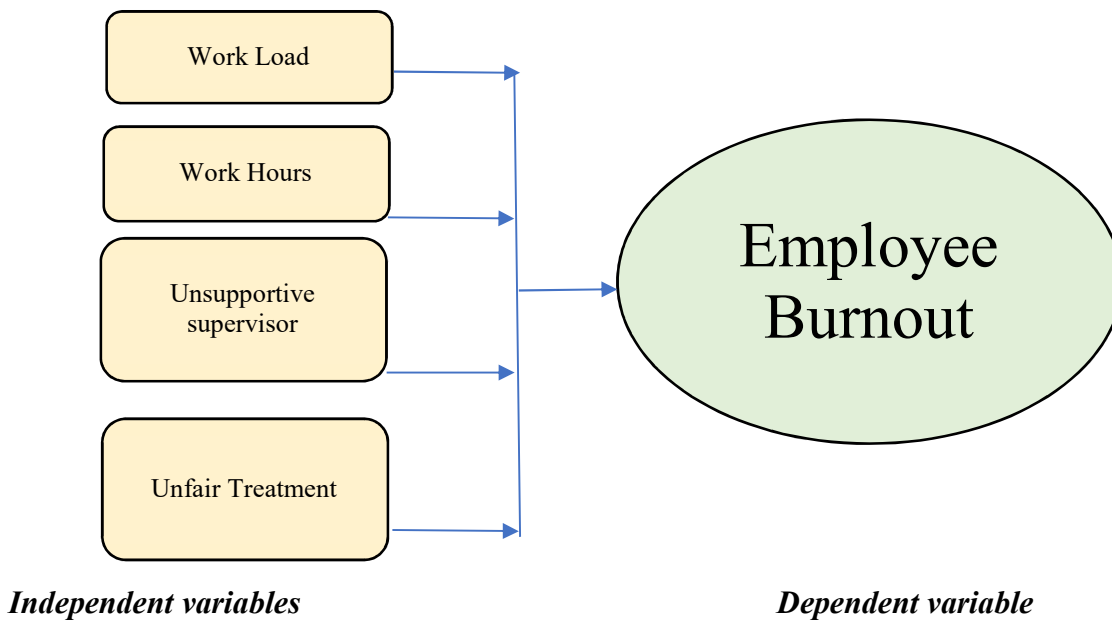 Work Load
Work Hours
Unsupportive
supervisor
Unfair Treatment
Employee
Burnout
Independent variables
Dependent variable